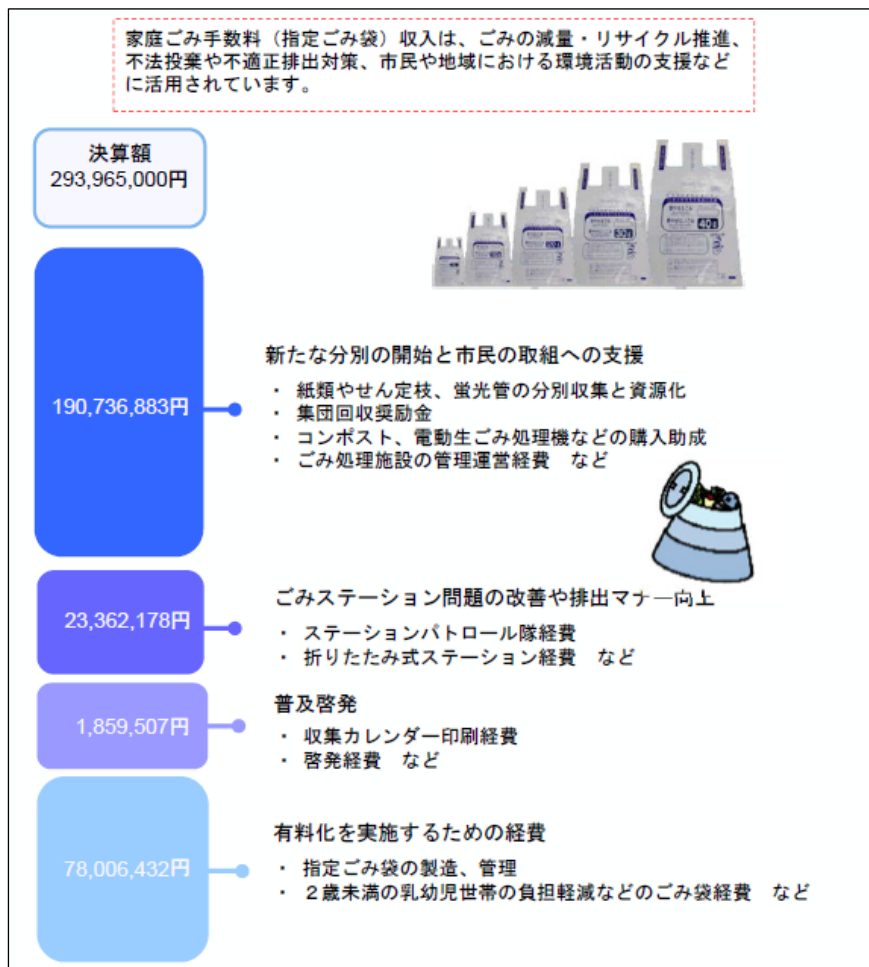 家庭ごみ手数料(指定ごみ袋)収入は、ごみの減量・リサイクル推進、
不法投棄や不適正排出対策、市民や地域における環境活動の支援など
に活用されています。
決算額
293,965,000円
30ℓ
40ℓ
190,736,883円
新たな分別の開始と市民の取組への支援
・ 紙類やせん定枝、蛍光管の分別収集と資源化
・ 集団回収奨励金
・ コンポスト、電動生ごみ処理機などの購入助成
・ ごみ処理施設の管理運営経費 など
23,362,178円
ごみステーション問題の改善や排出マナー向上
・ ステーションパトロール隊経費
・ 折りたたみ式ステーション経費 など
1,859,507円
普及啓発
・ 収集カレンダー印刷経費
・ 啓発経費 など
78,006,432円
有料化を実施するための経費
・ 指定ごみ袋の製造、管理
・ 2歳未満の乳幼児世帯の負担軽減などのごみ袋経費 など